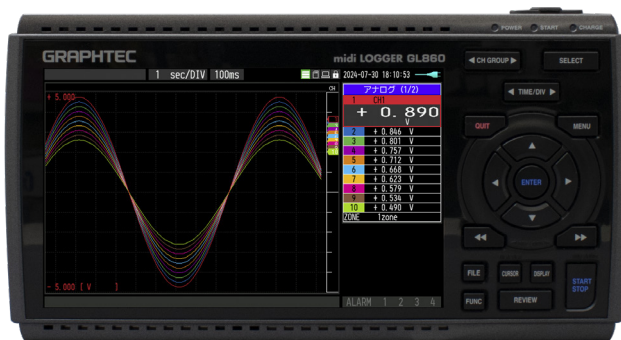 POWER START CHARGE
GRAPHTEC
midi LOGGER GL860
1 sec/DIV 100ms
2024-07-30 18:10:53
CH
アナログ (1/2)
+ 5.000
1 CH1
+ 0.890
V
2 + 0.846 V
3 + 0.801 V
4 + 0.757 V
5 + 0.712 V
6 + 0.668 V
7 + 0.623 V
8 + 0.579 V
9 + 0.534 V
10 + 0.490 V
ZONE 1zone
- 5.000 [ V ]
ALARM 1 2 3 4
◀ CH GROUP ▶
SELECT
◀ TIME/DIV ▶
QUIT
MENU
ENTER
FILE
CURSOR
DISPLAY
START
STOP
FUNC
REVIEW